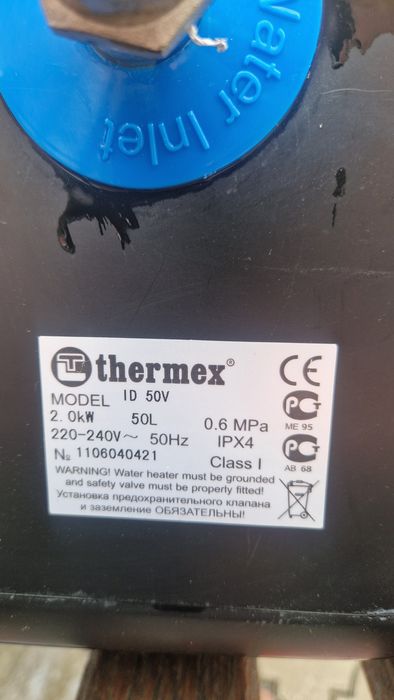 Water Inlet
thermex®
MODEL ID 50V
2.0kW 50L 0.6 MPa
220-240V~ 50Hz IPX4
№ 1106040421 Class I
WARNING! Water heater must be grounded
and safety valve must be properly fitted!
Установка предохранительного клапана
и заземление ОБЯЗАТЕЛЬНЫ!
CE
РСТ
ME 95
РСТ
AB 68